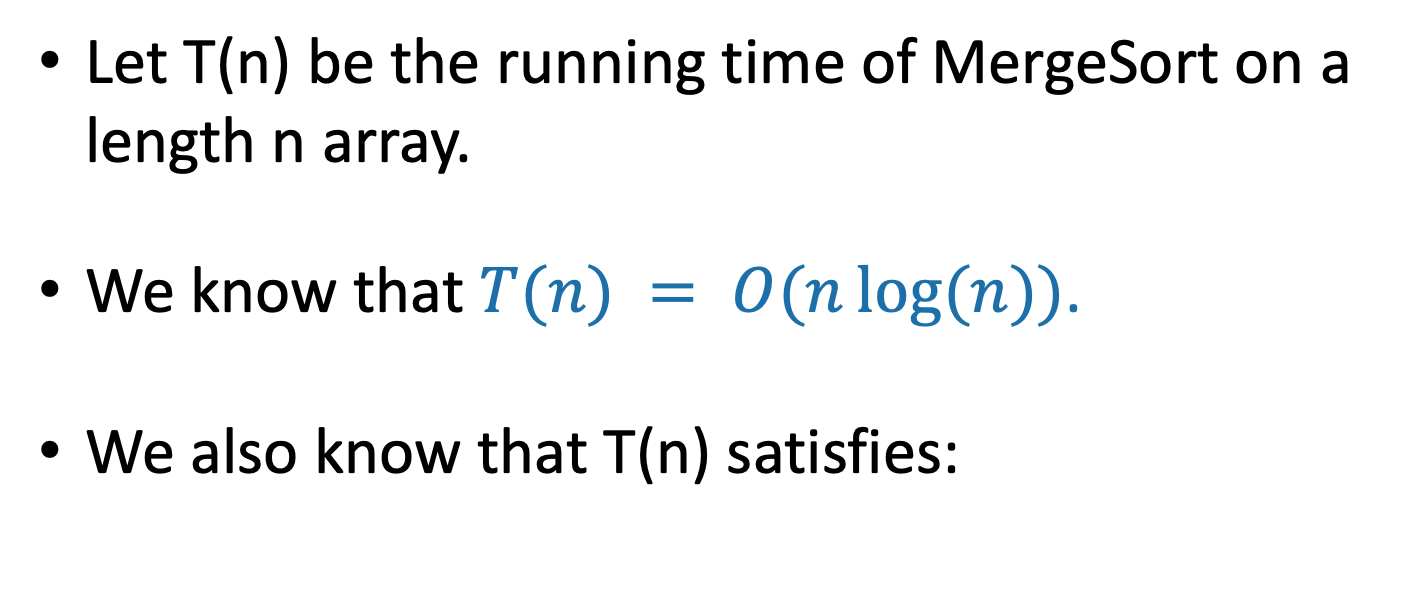 • Let T(n) be the running time of MergeSort on a
length n array.
• We know that T(n) = O(n log(n)).
• We also know that T(n) satisfies: